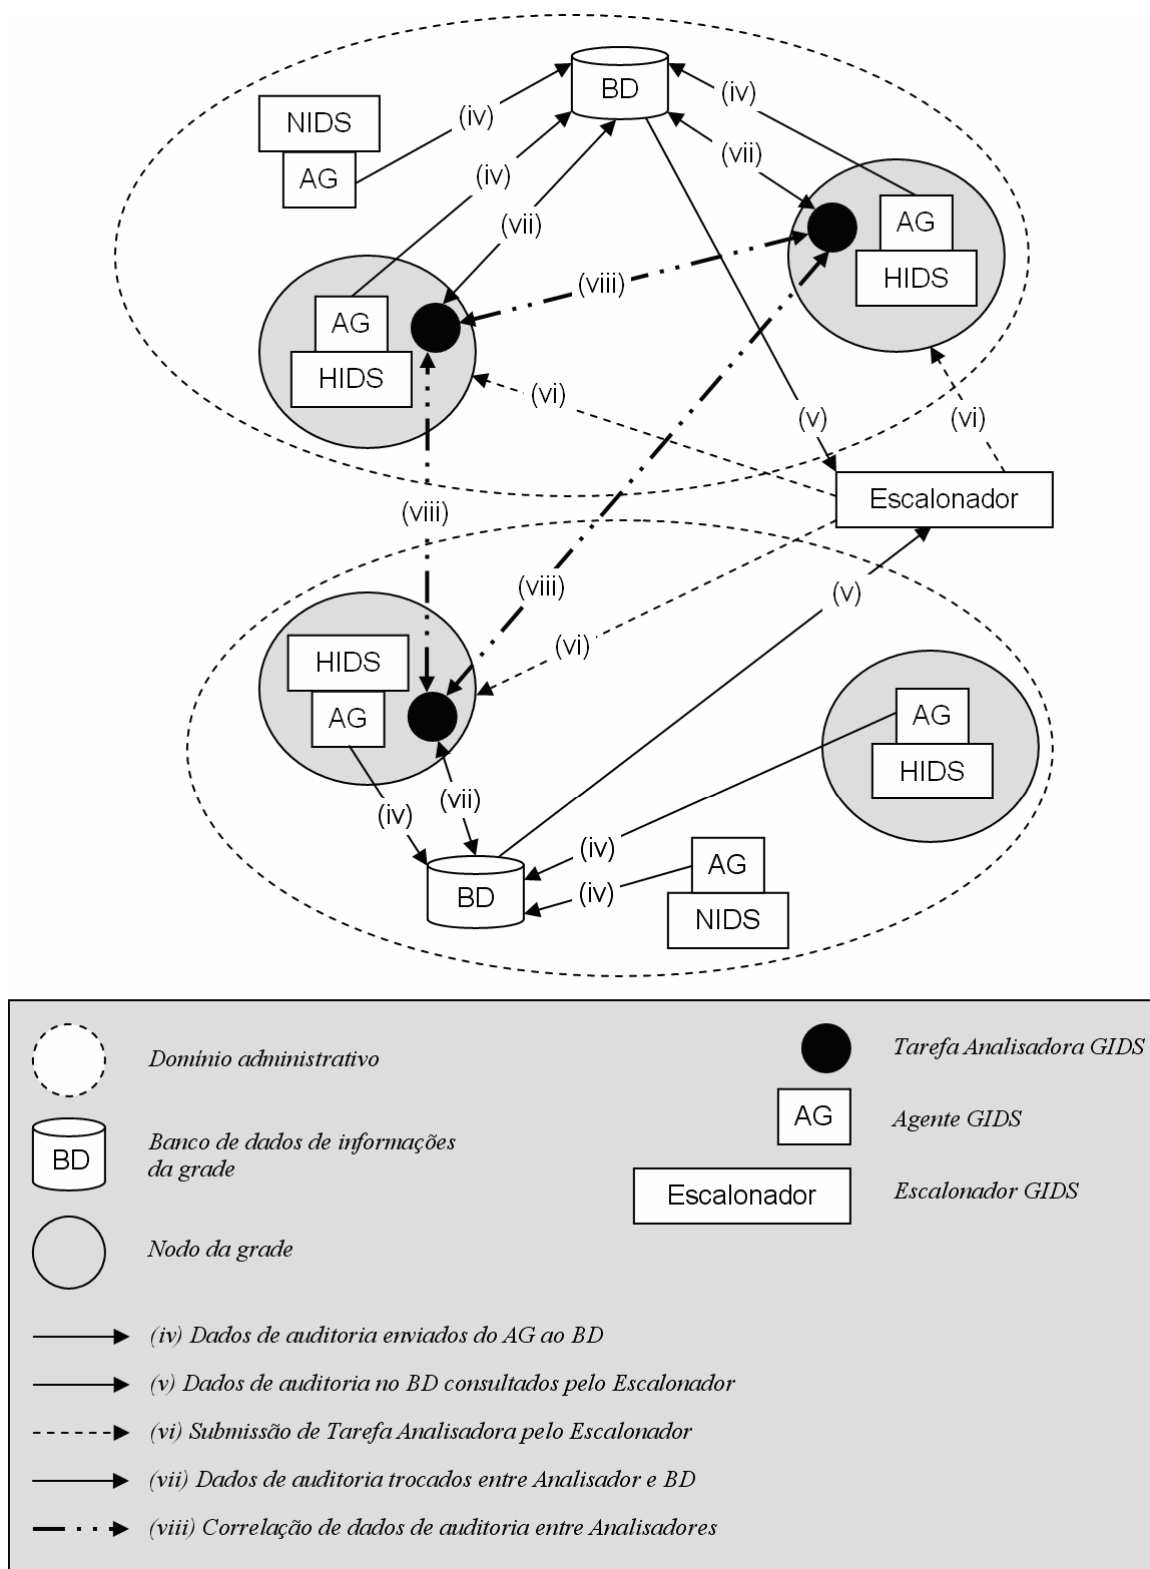 BD
(iv)
(iv)
NIDS
AG
(iv)
(vii)
(vii)
AG
HIDS
(viii)
AG
HIDS
(vi)
(v)
(vi)
Escalonador
(viii)
(viii)
(v)
(vi)
HIDS
AG
AG
HIDS
(vii)
(iv)
(iv)
AG
NIDS
(iv)
BD
Domínio administrativo
BD
Banco de dados de informações
da grade
Nodo da grade
Tarefa Analisadora GIDS
AG
Agente GIDS
Escalonador
Escalonador GIDS
(iv) Dados de auditoria enviados do AG ao BD
(v) Dados de auditoria no BD consultados pelo Escalonador
(vi) Submissão de Tarefa Analisadora pelo Escalonador
(vii) Dados de auditoria trocados entre Analisador e BD
(viii) Correlação de dados de auditoria entre Analisadores